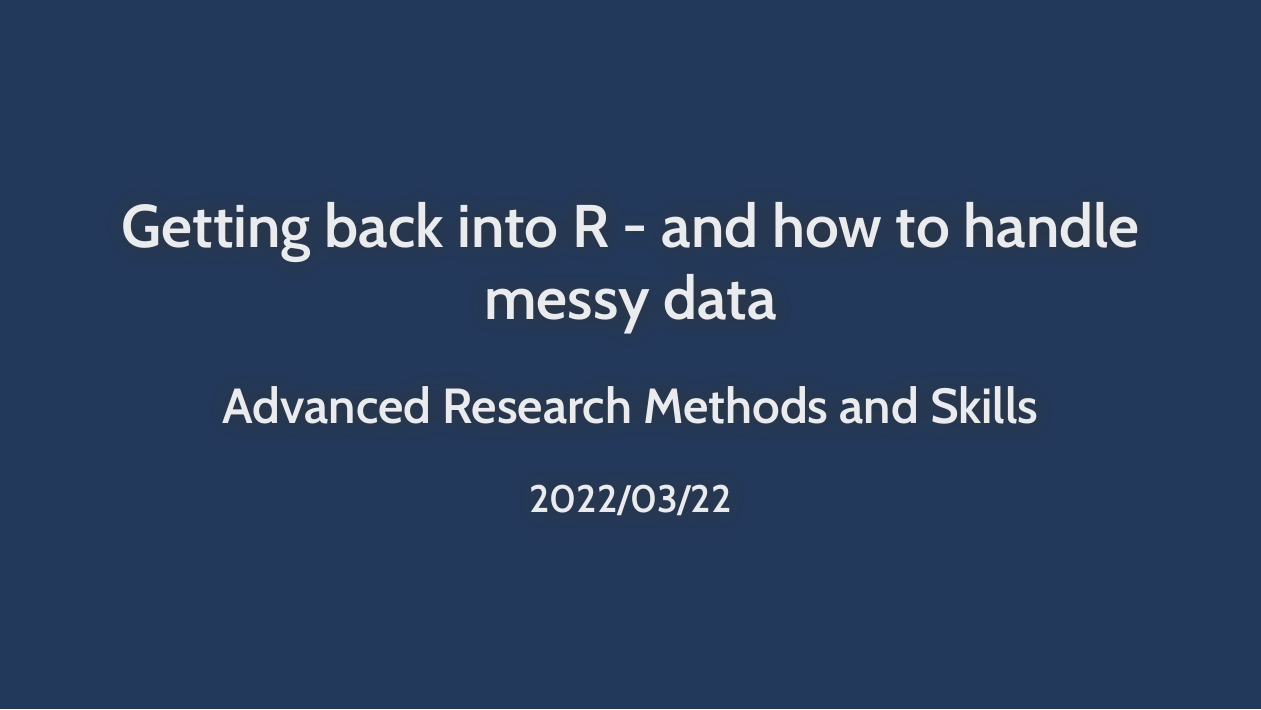 Getting back into R - and how to handle
messy data
Advanced Research Methods and Skills
2022/03/22